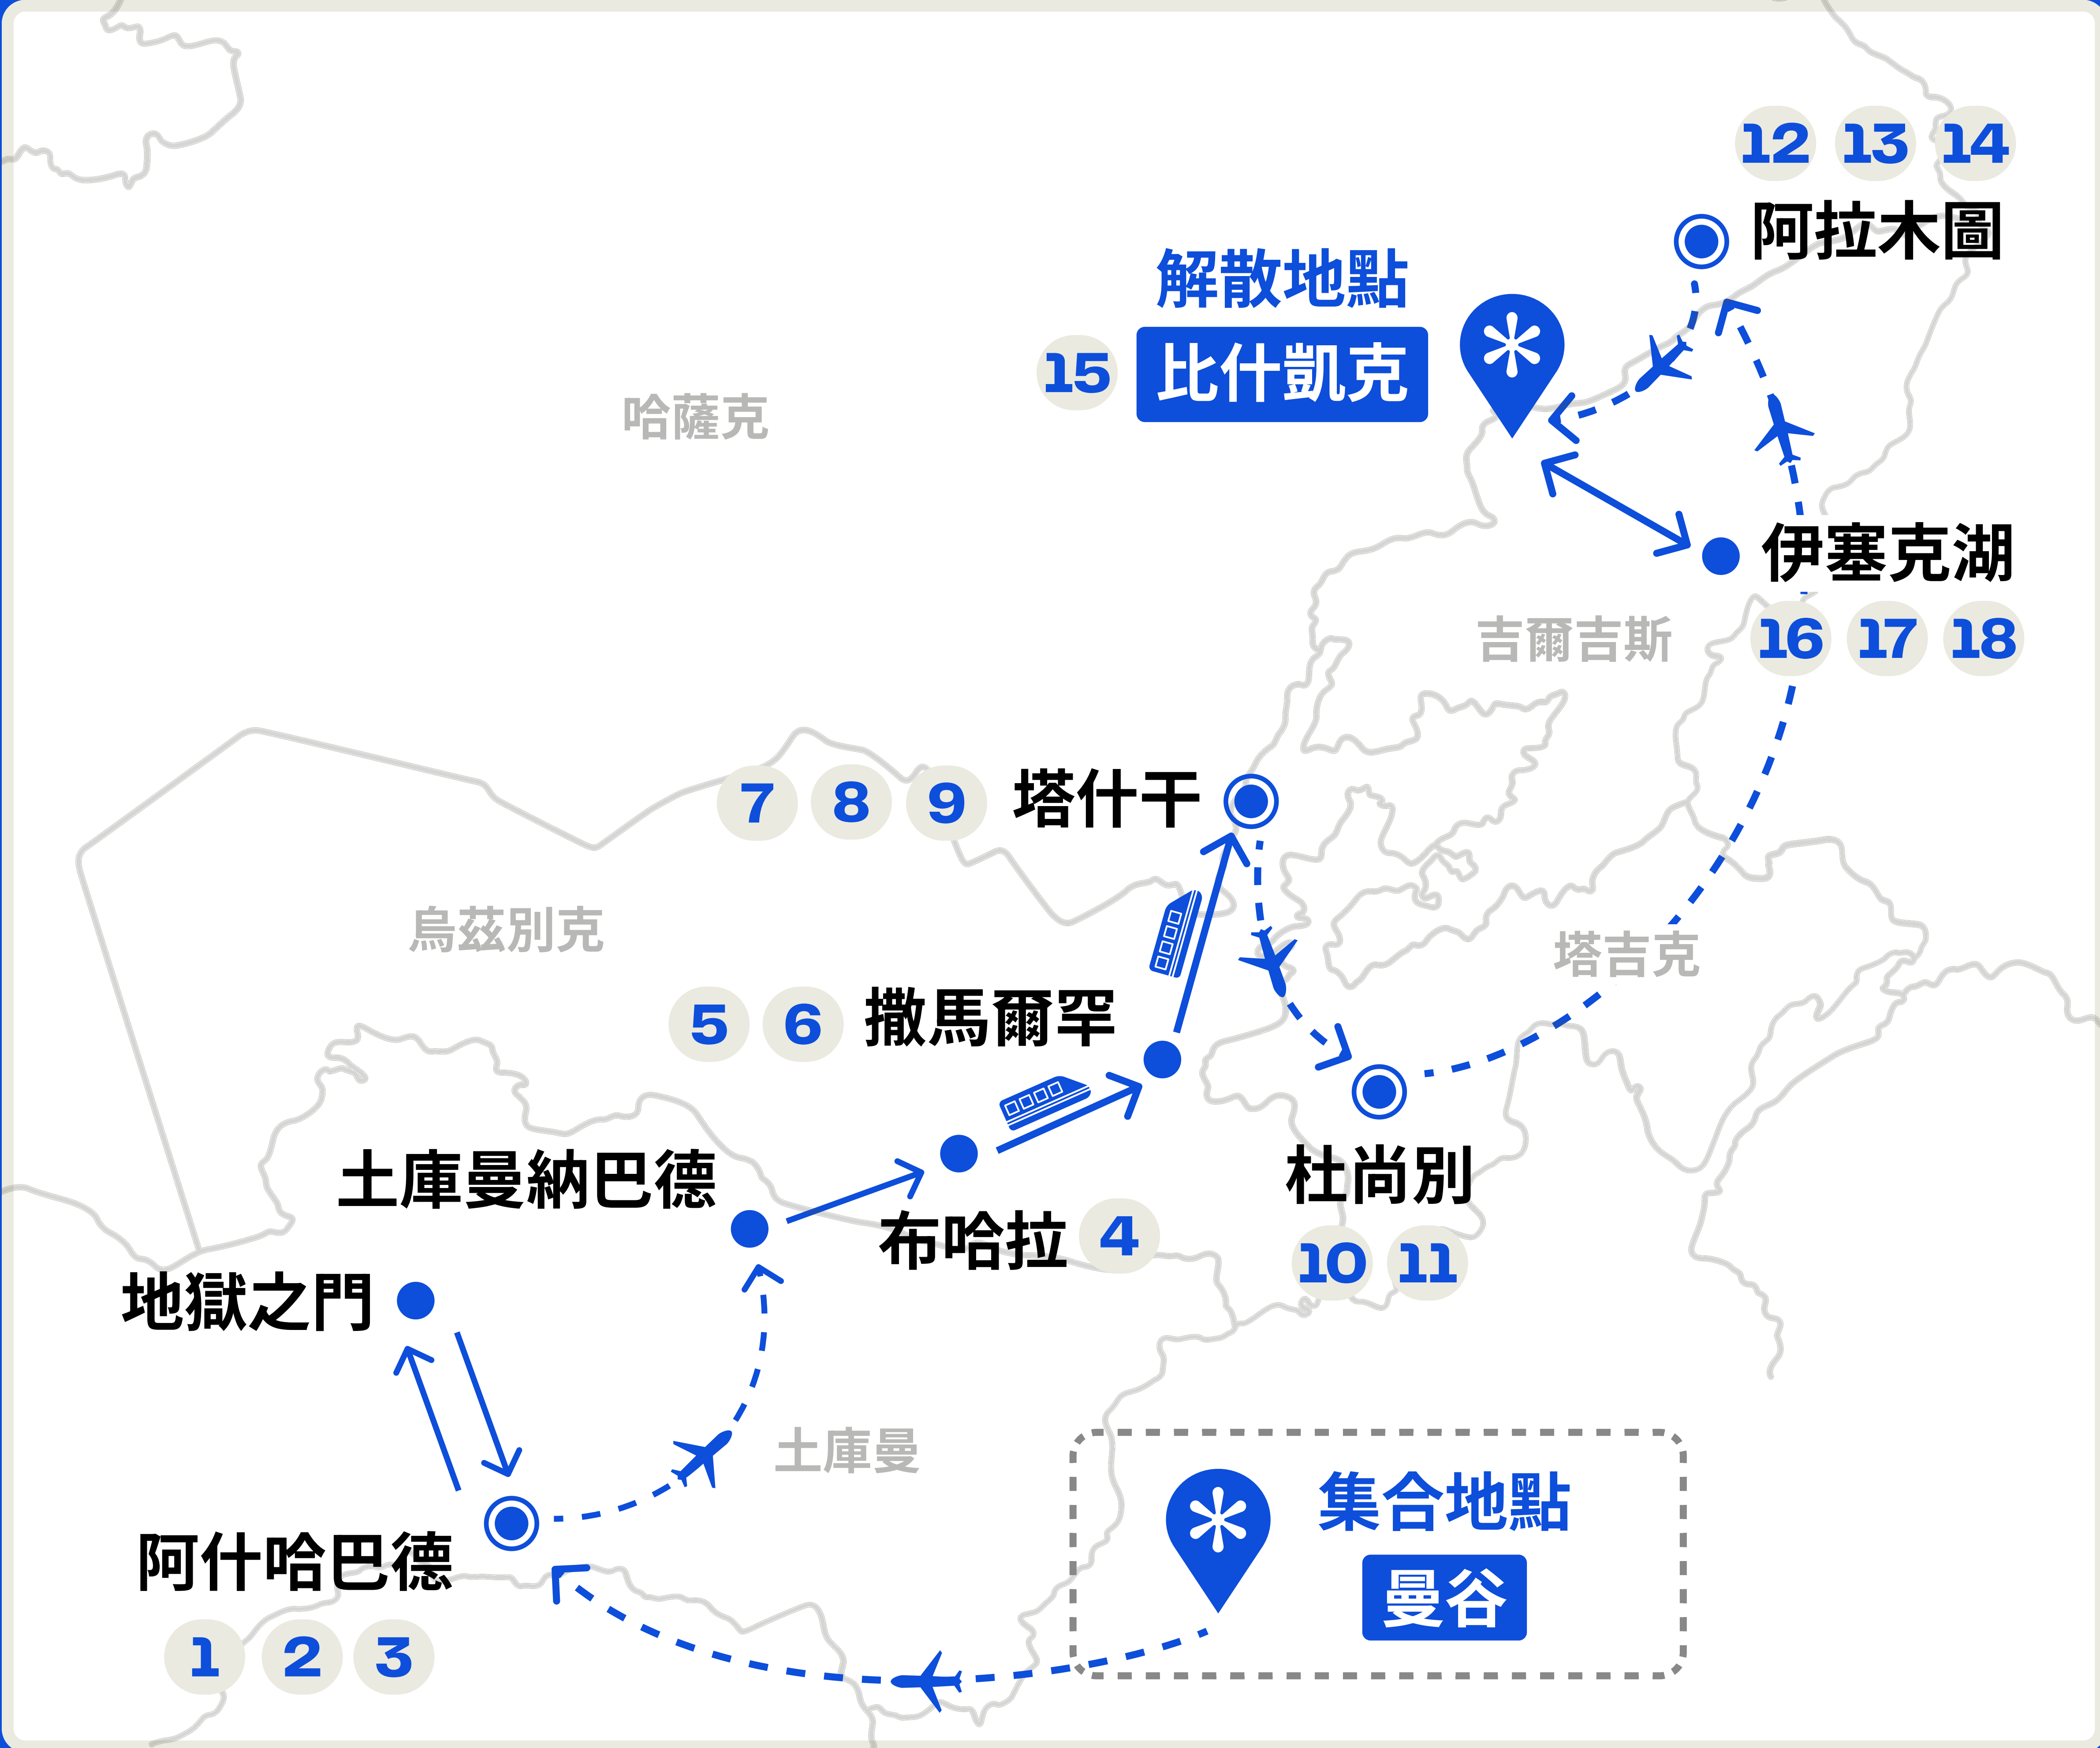 12 13 14
阿拉木圖
解散地點
15 比什凱克
哈薩克
伊塞克湖
吉爾吉斯
16 17 18
7 8 9 塔什干
烏茲別克
塔吉克
5 6 撒馬爾罕
土庫曼納巴德
杜尚別
布哈拉 4
10 11
地獄之門
土庫曼
集合地點
阿什哈巴德
曼谷
1 2 3